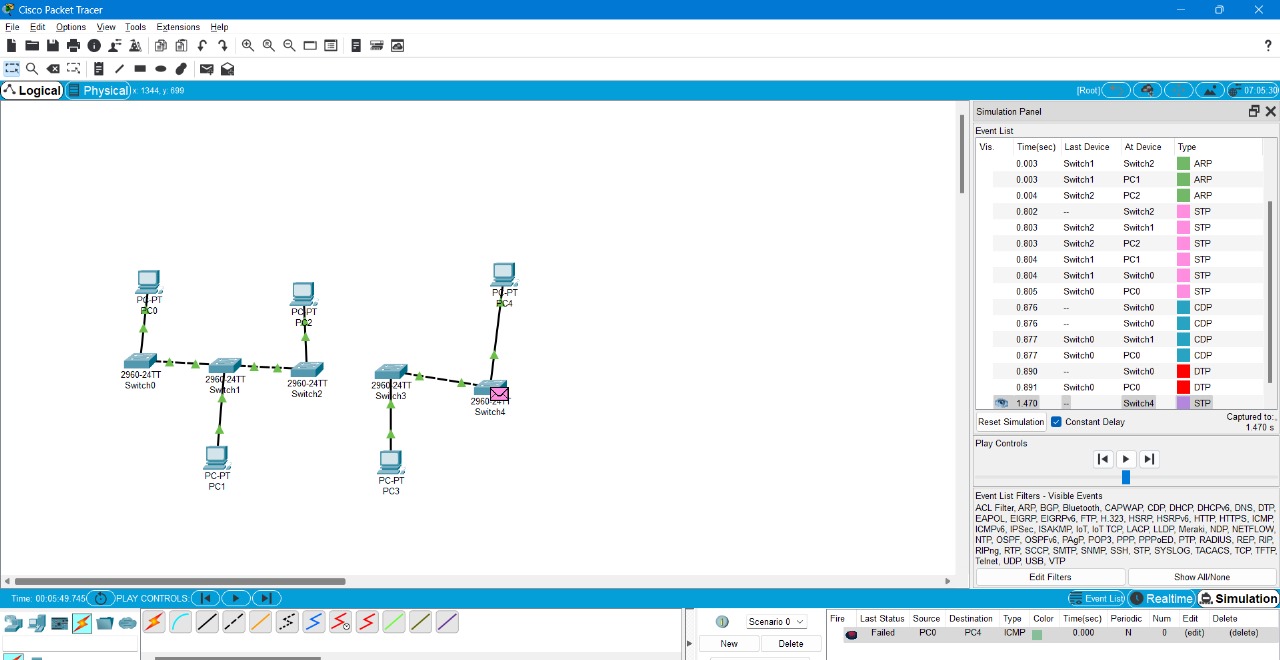 Cisco Packet Tracer
File Edit Options View Tools Extensions Help
?
Logical Physical x: 1344, y: 699 [Root] 07:05:30
Simulation Panel
Event List
Vis. Time(sec) Last Device At Device Type
0.003 Switch1 Switch2 ARP
0.003 Switch1 PC1 ARP
0.004 Switch2 PC2 ARP
0.802 -- Switch2 STP
0.803 Switch2 Switch1 STP
0.803 Switch2 PC2 STP
0.804 Switch1 PC1 STP
0.804 Switch1 Switch0 STP
0.805 Switch0 PC0 STP
0.876 -- Switch0 CDP
0.876 -- Switch0 CDP
0.877 Switch0 Switch1 CDP
0.877 Switch0 PC0 CDP
0.890 -- Switch0 DTP
0.891 Switch0 PC0 DTP
1.470 -- Switch4 STP
Reset Simulation Constant Delay Captured to:
1.470 s
Play Controls
Event List Filters - Visible Events
ACL Filter, ARP, BGP, Bluetooth, CAPWAP, CDP, DHCP, DHCPv6, DNS, DTP,
EAPOL, EIGRP, EIGRPv6, FTP, H.323, HSRP, HSRPv6, HTTP, HTTPS, ICMP,
ICMPv6, IPSec, ISAKMP, IoT, IoT TCP, LACP, LLDP, Meraki, NDP, NETFLOW,
NTP, OSPF, OSPFv6, PAgP, POP3, PPP, PPPoED, PTP, RADIUS, REP, RIP,
RIPng, RTP, SCCP, SMTP, SNMP, SSH, STP, SYSLOG, TACACS, TCP, TFTP,
Telnet, UDP, USB, VTP
Edit Filters Show All/None
PC-PT
PC0
PC-PT
PC2
PC-PT
PC4
2960-24TT
Switch0
2960-24TT
Switch1
2960-24TT
Switch2
2960-24TT
Switch3
2960-24TT
Switch4
PC-PT
PC1
PC-PT
PC3
Time: 00:05:49.745 PLAY CONTROLS: Event List Realtime Simulation
Scenario 0
New Delete
Fire Last Status Source Destination Type Color Time(sec) Periodic Num Edit Delete
Failed PC0 PC4 ICMP 0.000 N 0 (edit) (delete)